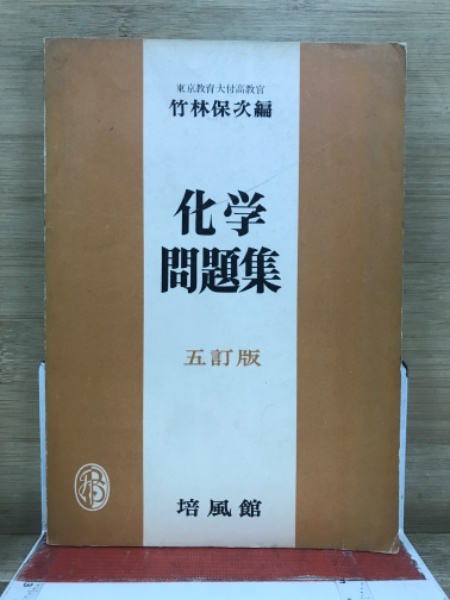 東京教育大付高教官
竹林保次編
化学
問題集
五訂版
培風館